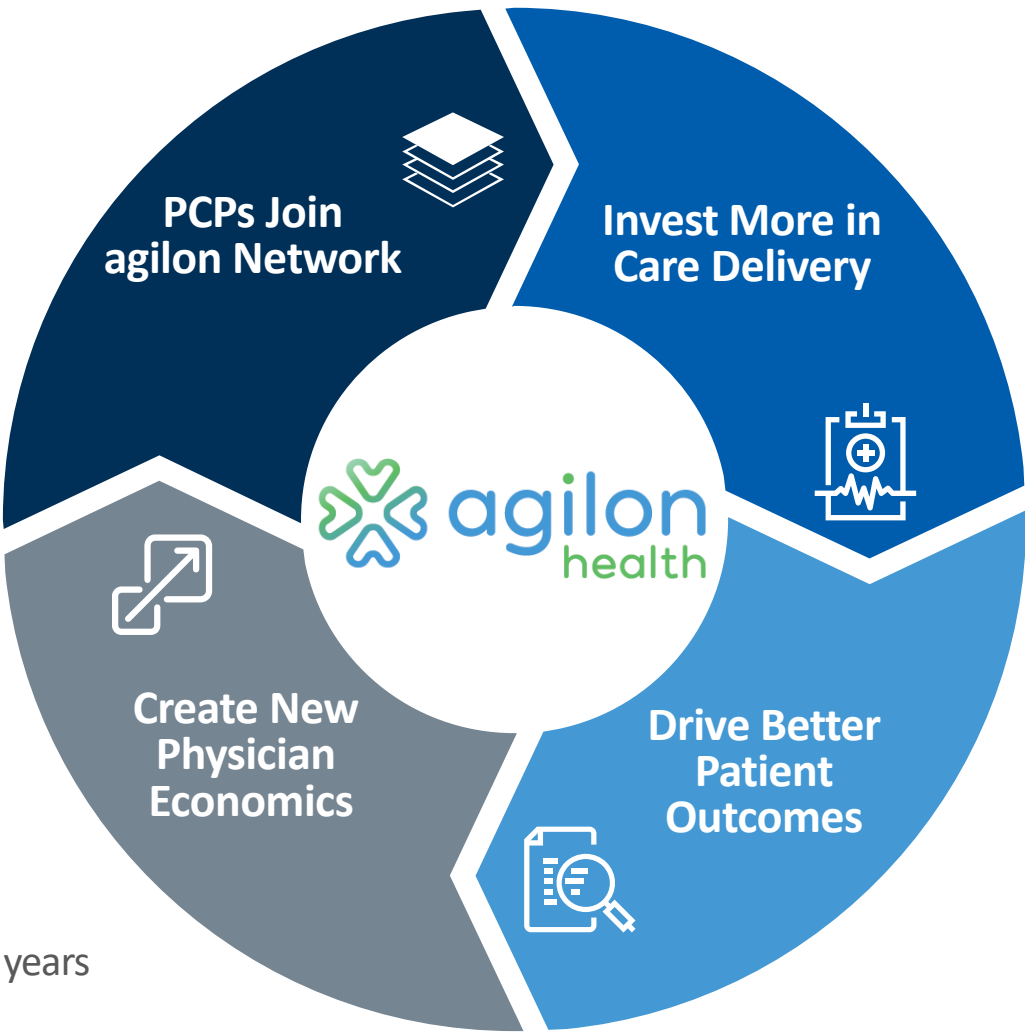 PCPs Join
agilon Network
Invest More in
Care Delivery
agilon
health
Create New
Physician
Economics
Drive Better
Patient
Outcomes
years